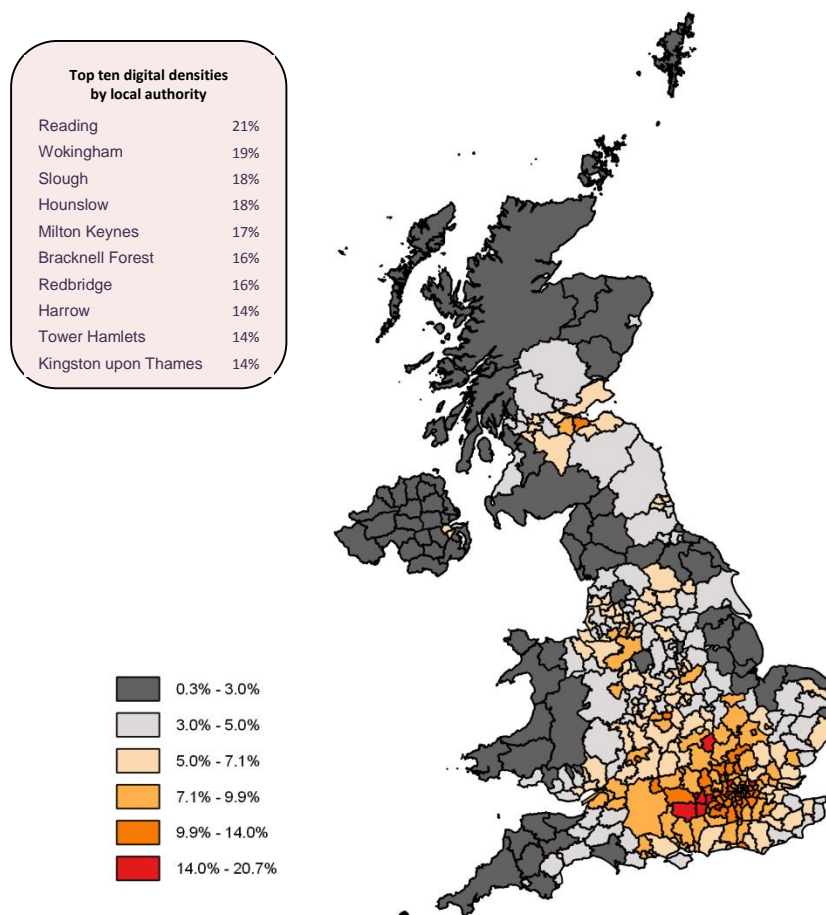 Top ten digital densities
by local authority
Reading 21%
Wokingham 19%
Slough 18%
Hounslow 18%
Milton Keynes 17%
Bracknell Forest 16%
Redbridge 16%
Harrow 14%
Tower Hamlets 14%
Kingston upon Thames 14%
0.3% - 3.0%
3.0% - 5.0%
5.0% - 7.1%
7.1% - 9.9%
9.9% - 14.0%
14.0% - 20.7%